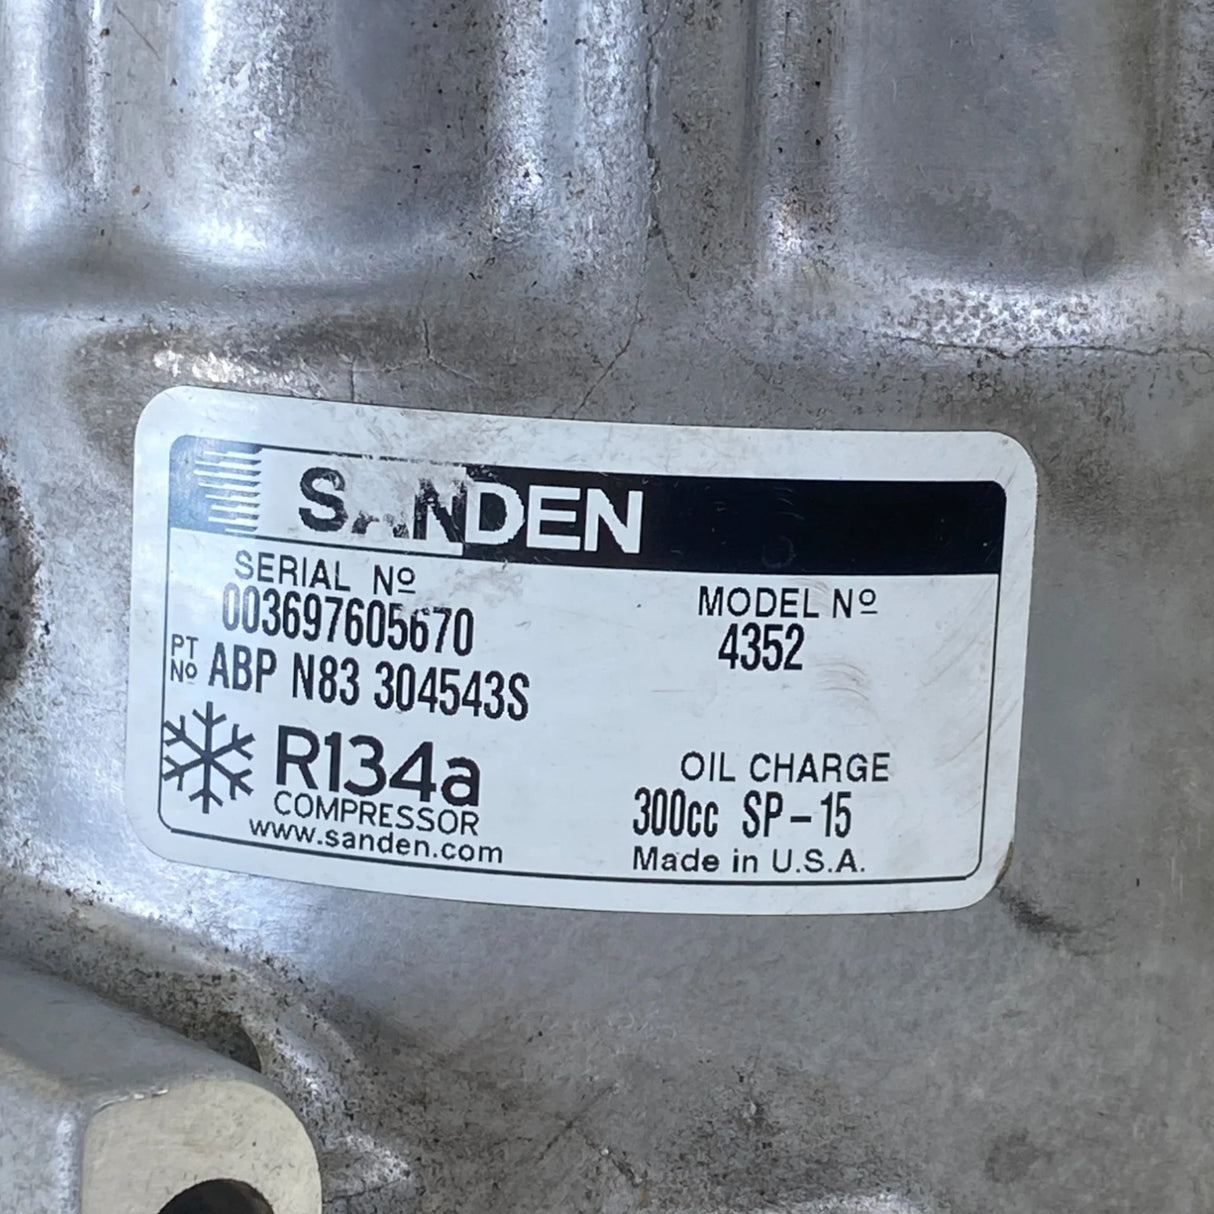 SANDEN
SERIAL Nº
003697605670
MODEL Nº
4352
PT Nº ABP N83 304543S
R134a
COMPRESSOR
www.sanden.com
OIL CHARGE
300cc SP-15
Made in U.S.A.